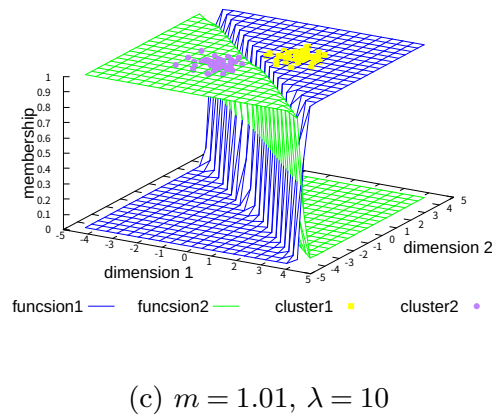 1
0.9
0.8
0.7
0.6
0.5
0.4
0.3
0.2
0.1
0
membership
-5 -4 -3 -2 -1 0 1 2 3 4 5
dimension 1
-5 -4 -3 -2 -1 0 1 2 3 4 5
dimension 2
funcsion1 funcsion2 cluster1 cluster2
(c) m = 1.01, λ = 10